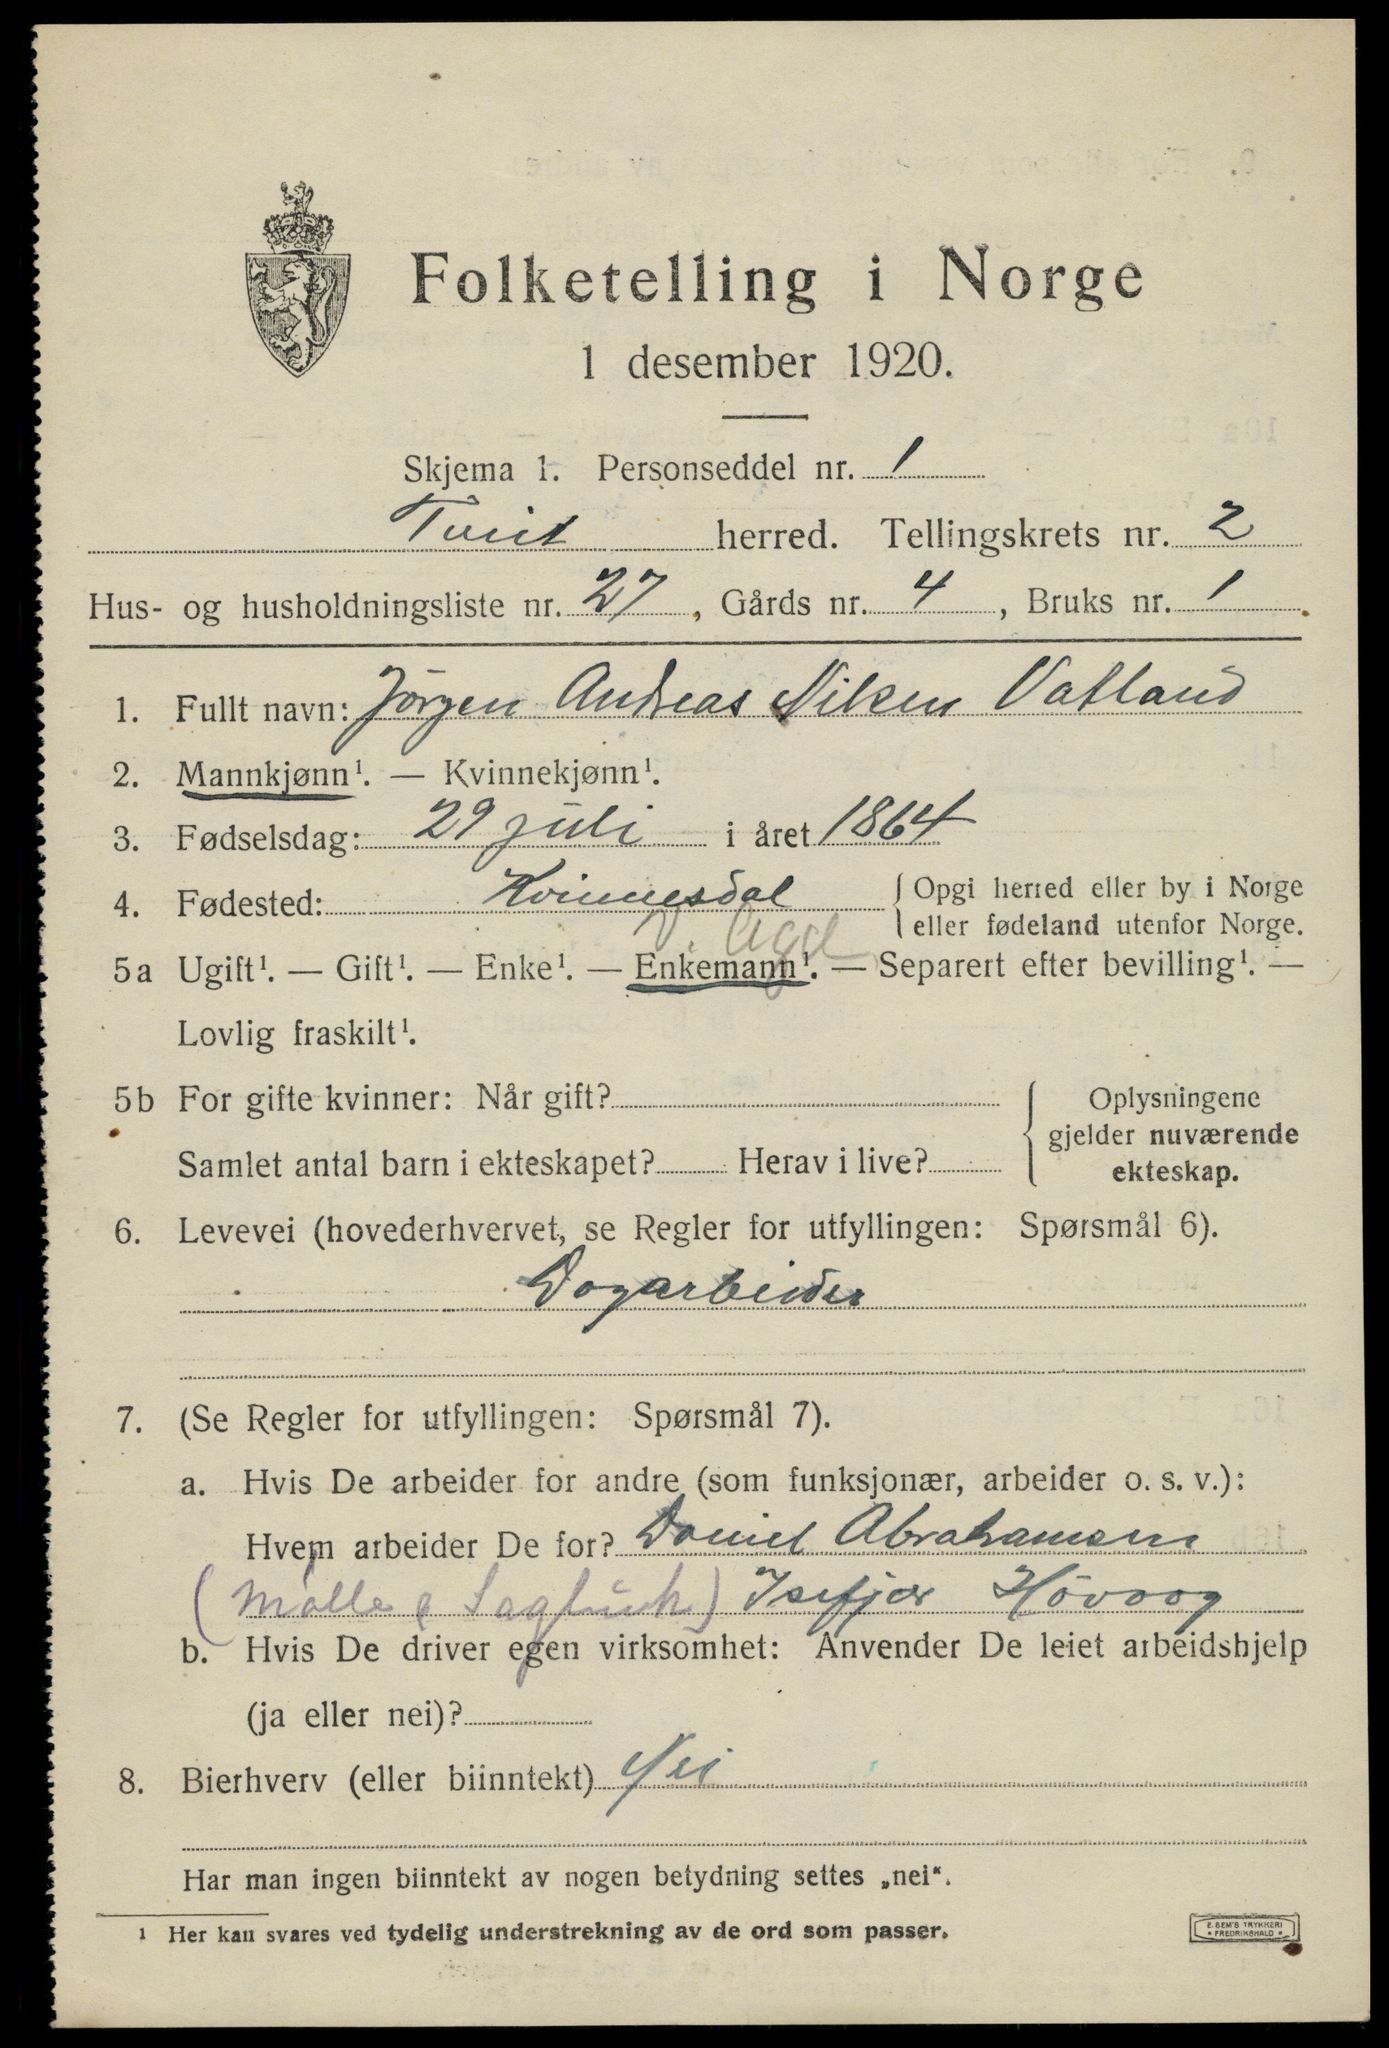 Folketelling i Norge
1 desember 1920.
Skjema 1. Personseddel nr. 1
Tveit herred. Tellingskrets nr. 2
Hus- og husholdningsliste nr. 27, Gårds nr. 4, Bruks nr. 1.
1. Fullt navn: Jörgen Andreas Nilsen Vatland
2. Mannkjønn¹. — Kvinnekjønn¹.
3. Fødselsdag: 29 juli i året 1864
4. Fødested: Kvinnesdal { Opgi herred eller by i Norge
eller fødeland utenfor Norge.
V. Agd
5a Ugift¹. — Gift¹. — Enke¹. — Enkemann¹. — Separert efter bevilling¹. —
Lovlig fraskilt¹.
5b For gifte kvinner: Når gift?
Samlet antal barn i ekteskapet? Herav i live?
{ Oplysningene
gjelder nuværende
ekteskap.
6. Levevei (hovederhvervet, se Regler for utfyllingen: Spørsmål 6).
Dagarbeider
7. (Se Regler for utfyllingen: Spørsmål 7).
a. Hvis De arbeider for andre (som funksjonær, arbeider o. s. v.):
Hvem arbeider De for? Daniel Abrahamsen
(Mölle & Sagbruk) Isefjær Hövaag
b. Hvis De driver egen virksomhet: Anvender De leiet arbeidshjelp
(ja eller nei)?
8. Bierhverv (eller biinntekt) Nei
Har man ingen biinntekt av nogen betydning settes „nei“.
¹ Her kan svares ved tydelig understrekning av de ord som passer.
E. SEM'S TRYKKERI
* FREDRIKSHALD *